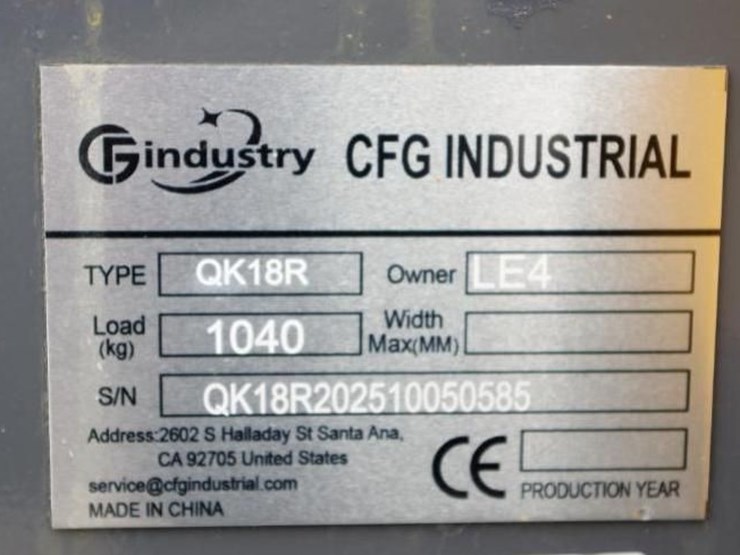 CFGindustry CFG INDUSTRIAL
TYPE QK18R Owner LE4
Load (kg) 1040 Width Max(MM)
S/N QK18R202510050585
Address:2602 S Halladay St Santa Ana,
CA 92705 United States
service@cfgindustrial.com
MADE IN CHINA
CE
PRODUCTION YEAR